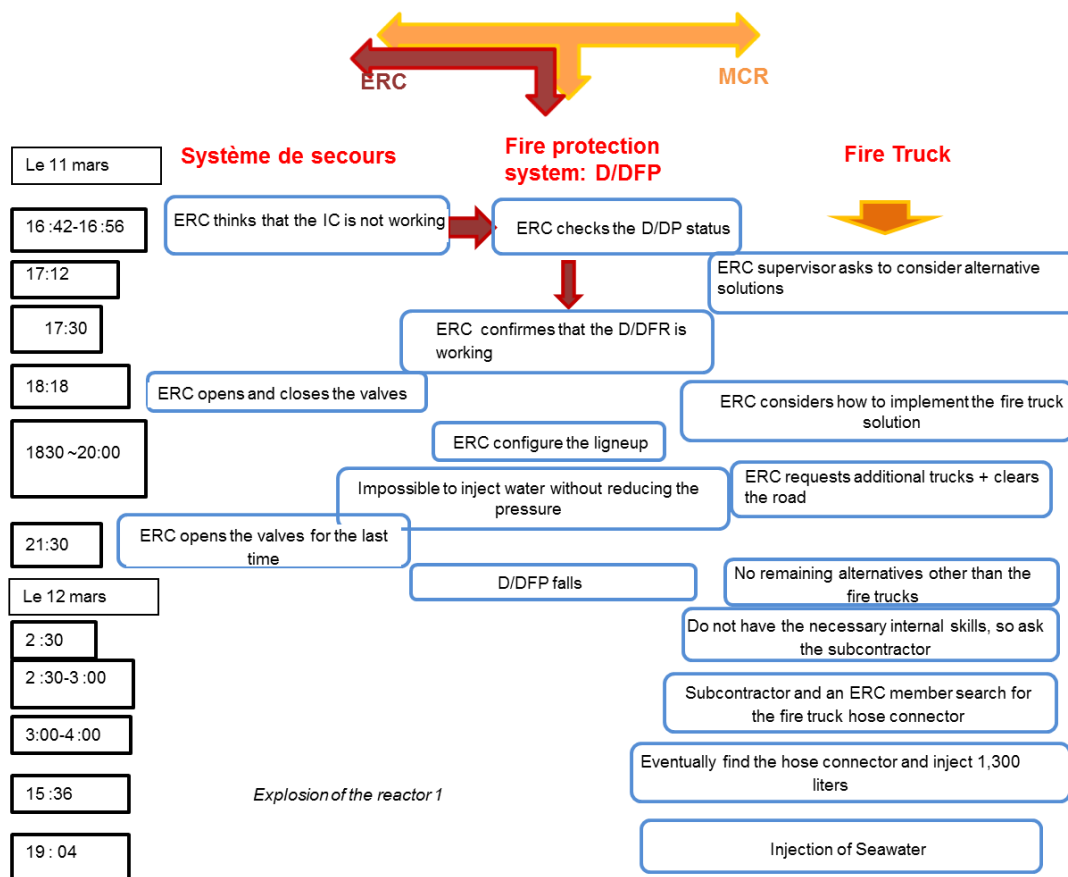 ERC
MCR
Le 11 mars
Système de secours
Fire protection
system: D/DFP
Fire Truck
16 :42-16 :56
ERC thinks that the IC is not working
ERC checks the D/DP status
17:12
ERC supervisor asks to consider alternative
solutions
17:30
ERC confirmes that the D/DFR is
working
18:18
ERC opens and closes the valves
ERC considers how to implement the fire truck
solution
1830 ~20:00
ERC configure the ligneup
Impossible to inject water without reducing the
pressure
ERC requests additional trucks + clears
the road
21:30
ERC opens the valves for the last
time
D/DFP falls
No remaining alternatives other than the
fire trucks
Le 12 mars
2 :30
Do not have the necessary internal skills, so ask
the subcontractor
2 :30-3 :00
Subcontractor and an ERC member search for
the fire truck hose connector
3:00-4 :00
Eventually find the hose connector and inject 1,300
liters
15 :36
Explosion of the reactor 1
19 : 04
Injection of Seawater